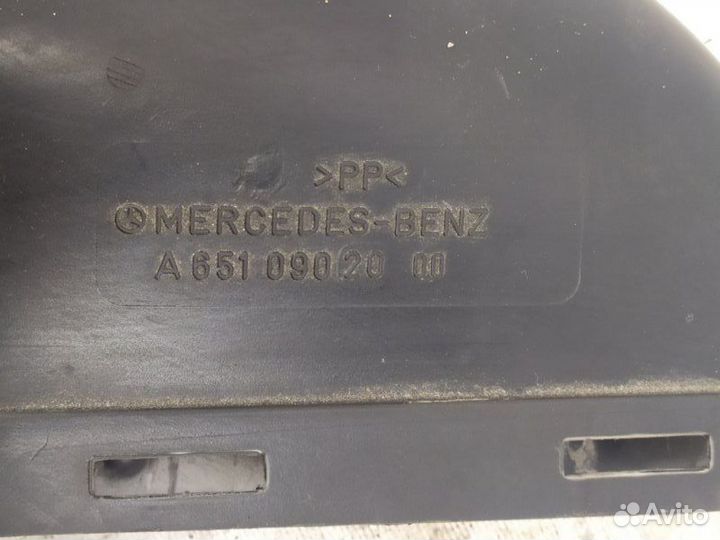 >PP<
MERCEDES-BENZ
A 651 090 20 00
Avito